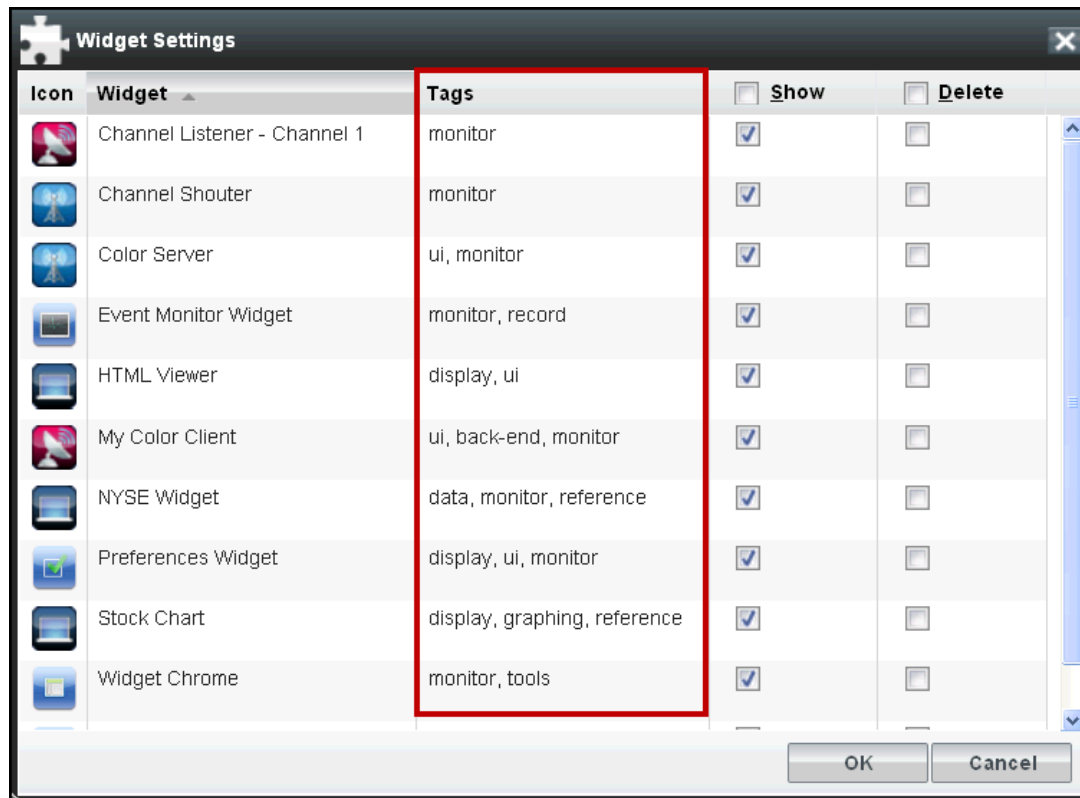 Widget Settings
Icon Widget Tags Show Delete
Channel Listener - Channel 1 monitor
Channel Shouter monitor
Color Server ui, monitor
Event Monitor Widget monitor, record
HTML Viewer display, ui
My Color Client ui, back-end, monitor
NYSE Widget data, monitor, reference
Preferences Widget display, ui, monitor
Stock Chart display, graphing, reference
Widget Chrome monitor, tools
OK Cancel